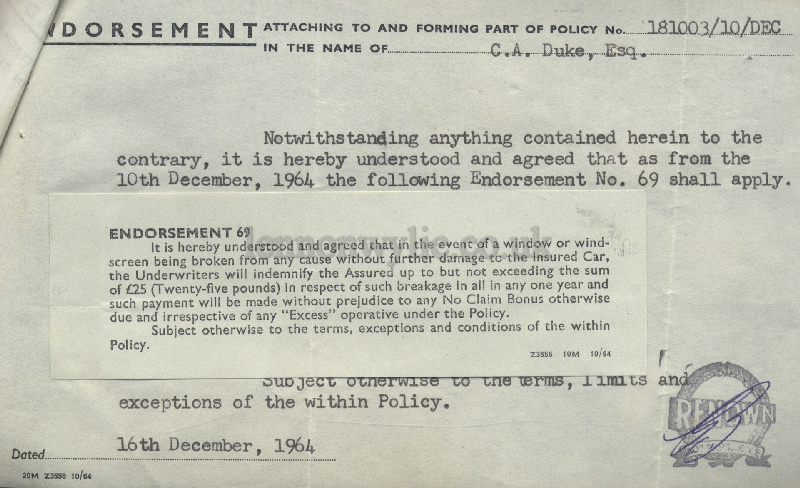 NDORSEMENT ATTACHING TO AND FORMING PART OF POLICY No. 181003/10/DEC
IN THE NAME OF C.A. Duke, Esq.
Notwithstanding anything contained herein to the
contrary, it is hereby understood and agreed that as from the
10th December, 1964 the following Endorsement No. 69 shall apply.
ENDORSEMENT 69
It is hereby understood and agreed that in the event of a window or wind-
screen being broken from any cause without further damage to the Insured Car,
the Underwriters will indemnify the Assured up to but not exceeding the sum
of £25 (Twenty-five pounds) in respect of such breakage in all in any one year and
such payment will be made without prejudice to any No Claim Bonus otherwise
due and irrespective of any "Excess" operative under the Policy.
Subject otherwise to the terms, exceptions and conditions of the within
Policy.
Z3556 10M 10/64
Subject otherwise to the terms, limits and
exceptions of the within Policy.
RENOWN
16th December, 1964
Dated
20M Z3556 10/64